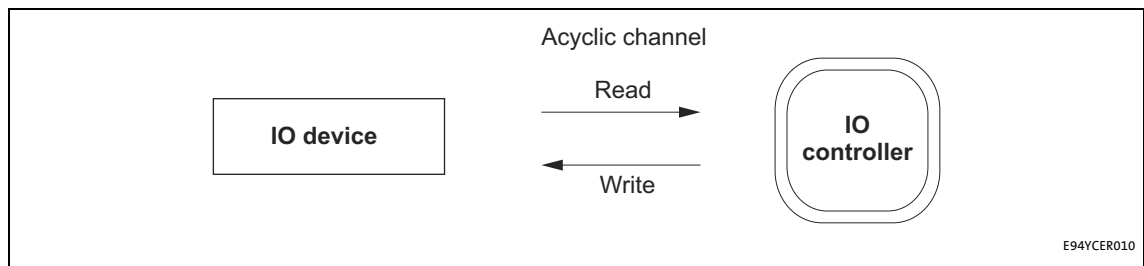 Acyclic channel
Read
IO device
IO
controller
Write
E94YCER010